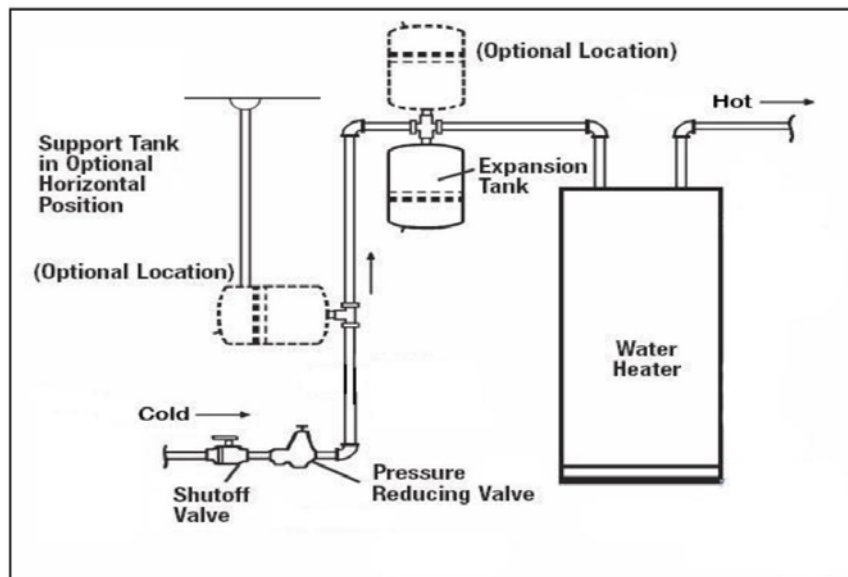 (Optional Location)
Hot
Support Tank
in Optional
Horizontal
Position
Expansion
Tank
(Optional Location)
Water
Heater
Cold
Shutoff
Valve
Pressure
Reducing Valve